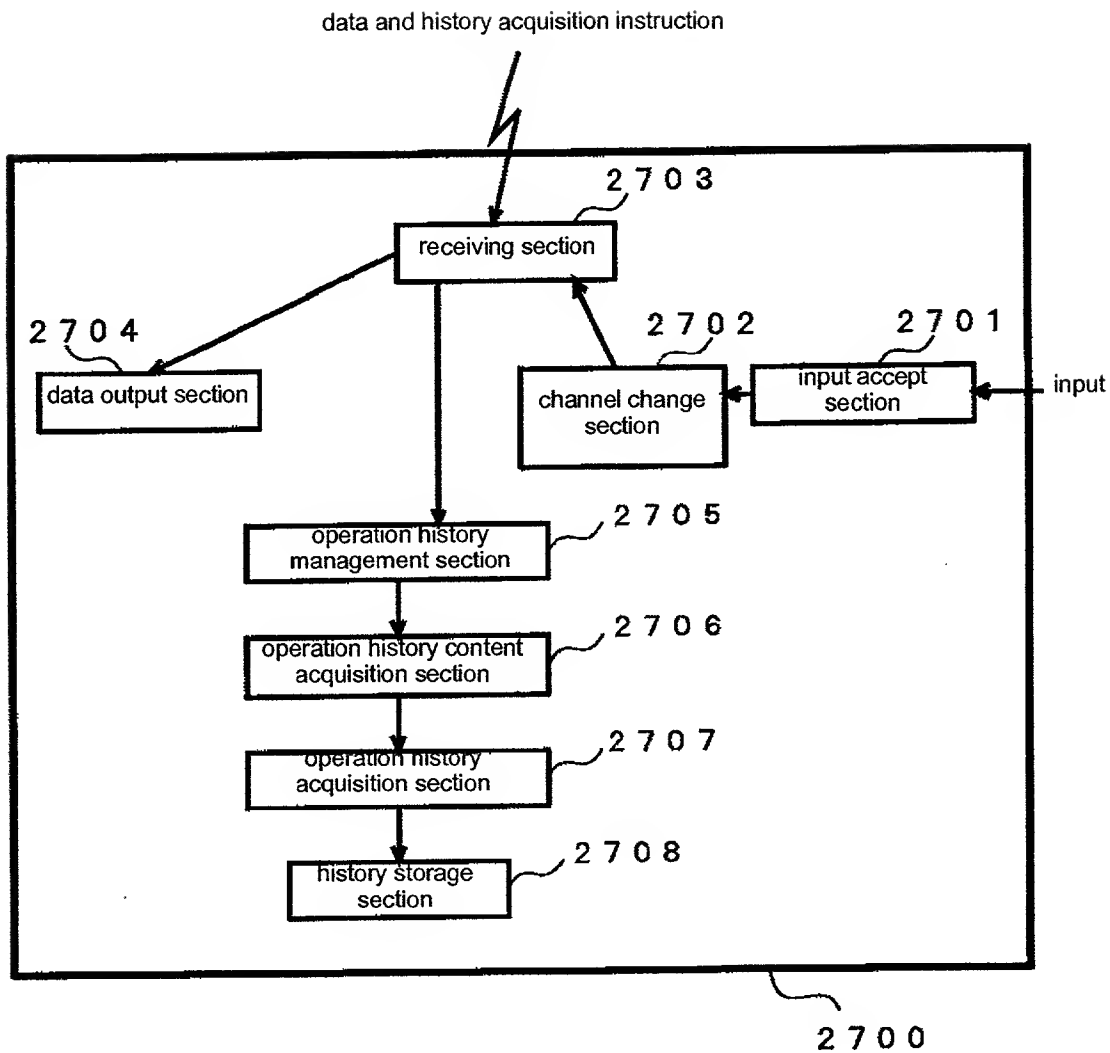 data and history acquisition instruction
2703
receiving section
2704
data output section
2702
channel change
section
2701
input accept
section
input
2705
operation history
management section
2706
operation history content
acquisition section
2707
operation history
acquisition section
2708
history storage
section
2700